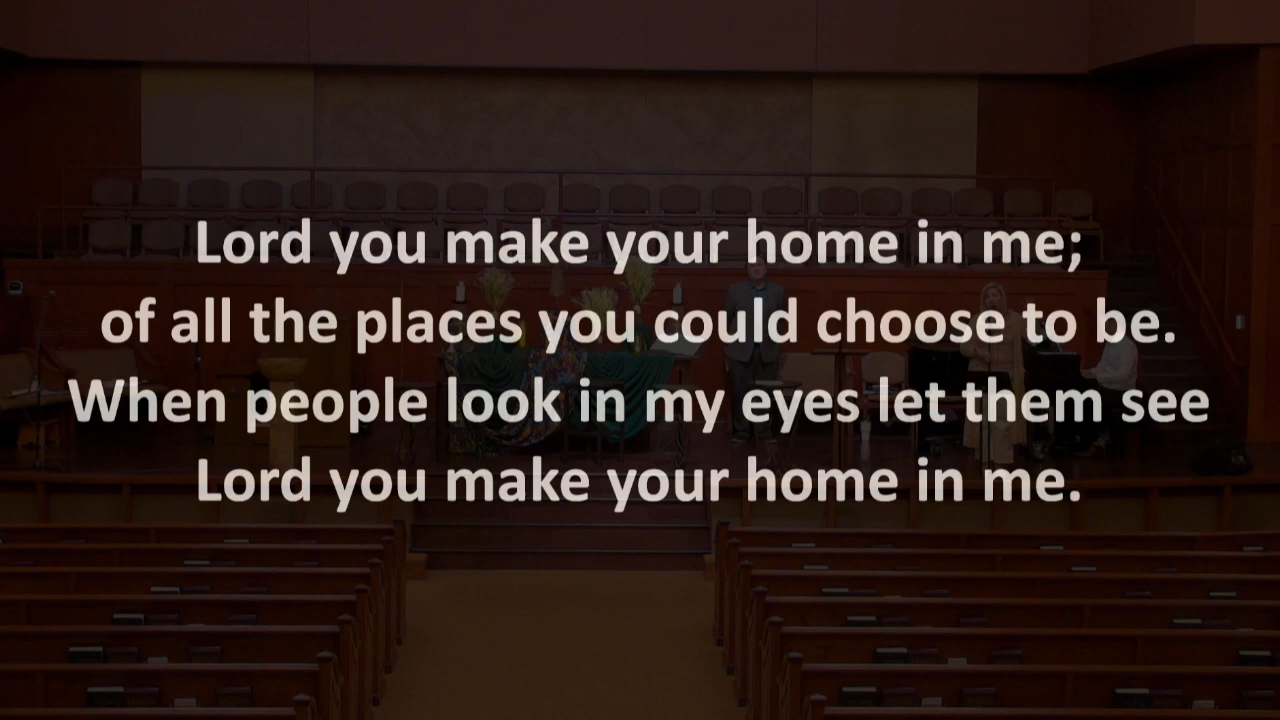 Lord you make your home in me;
of all the places you could choose to be.
When people look in my eyes let them see
Lord you make your home in me.